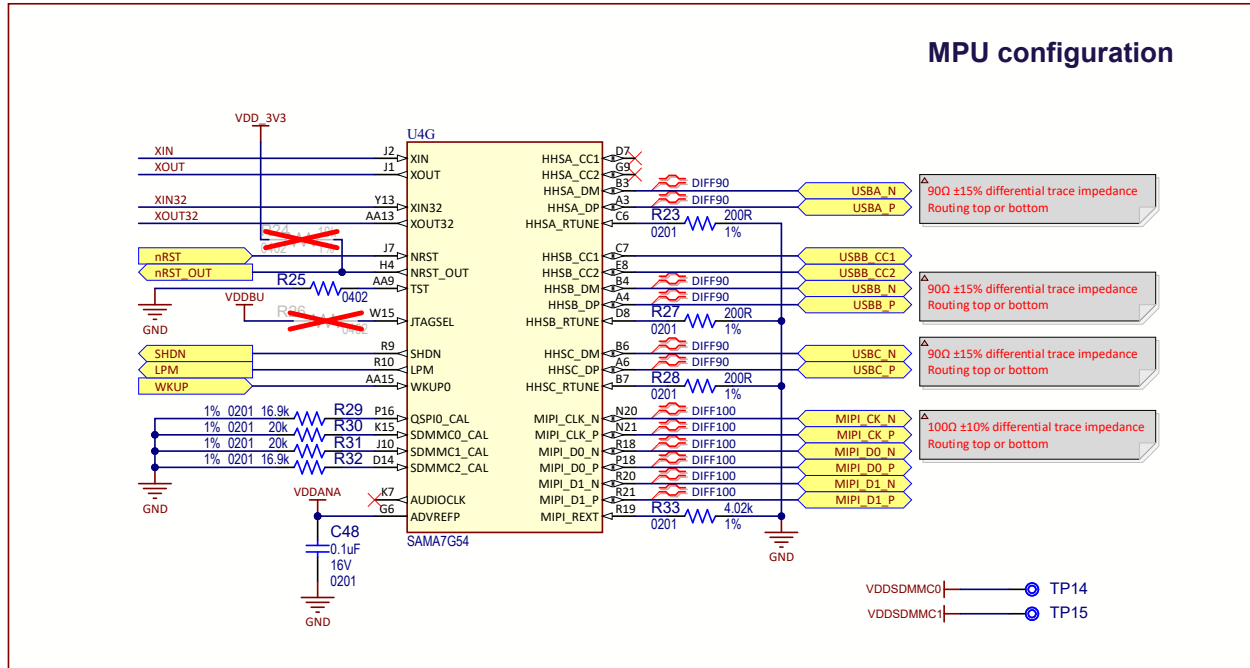 MPU configuration
VDD_3V3
U4G
XIN
J2
XIN
XOUT
J1
XOUT
XIN32
Y13
XIN32
XOUT32
AA13
XOUT32
nRST
J7
NRST
nRST_OUT
H4
NRST_OUT
R25
0402
AA9
TST
GND
VDDBU
W15
JTAGSEL
SHDN
R9
SHDN
LPM
R10
LPM
WKUP
AA15
WKUP0
1% 0201 16.9k R29 P16 QSPI0_CAL
1% 0201 20k R30 K15 SDMMC0_CAL
1% 0201 20k R31 J10 SDMMC1_CAL
1% 0201 16.9k R32 D14 SDMMC2_CAL
GND
VDDANA
K7
AUDIOCLK
G6
ADVREFP
C48
0.1uF
16V
0201
GND
SAMA7G54
HHSA_CC1 D7
HHSA_CC2 G9
HHSA_DM B3 DIFF90 USBA_N
HHSA_DP A3 DIFF90 USBA_P
HHSA_RTUNE C6 R23 200R
0201 1%
HHSB_CC1 C7 USBB_CC1
HHSB_CC2 E8 USBB_CC2
HHSB_DM B4 DIFF90 USBB_N
HHSB_DP A4 DIFF90 USBB_P
HHSB_RTUNE D8 R27 200R
0201 1%
HHSC_DM B6 DIFF90 USBC_N
HHSC_DP A6 DIFF90 USBC_P
HHSC_RTUNE B7 R28 200R
0201 1%
MIPI_CLK_N N20 DIFF100 MIPI_CK_N
MIPI_CLK_P N21 DIFF100 MIPI_CK_P
MIPI_D0_N R18 DIFF100 MIPI_D0_N
MIPI_D0_P P18 DIFF100 MIPI_D0_P
MIPI_D1_N R20 DIFF100 MIPI_D1_N
MIPI_D1_P R21 DIFF100 MIPI_D1_P
MIPI_REXT R19 R33 4.02k
0201 1%
GND
90Ω ±15% differential trace impedance
Routing top or bottom
90Ω ±15% differential trace impedance
Routing top or bottom
90Ω ±15% differential trace impedance
Routing top or bottom
100Ω ±10% differential trace impedance
Routing top or bottom
VDDSDMMC0 TP14
VDDSDMMC1 TP15